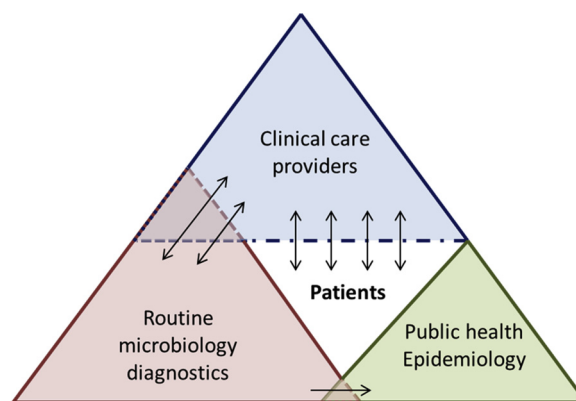 Clinical care
providers
Patients
Routine
microbiology
diagnostics
Public health
Epidemiology